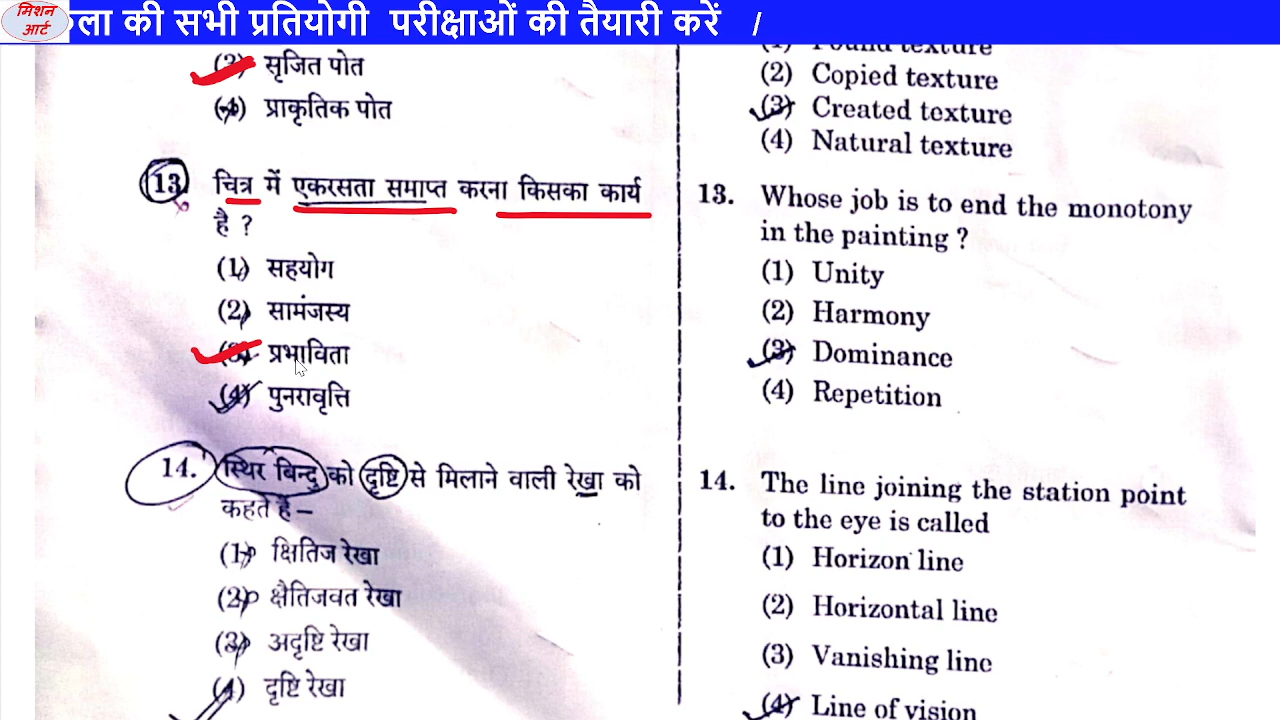 मिशन
आर्ट
कला की सभी प्रतियोगी परीक्षाओं की तैयारी करें /
(3) सृजित पोत
(4) प्राकृतिक पोत
13. चित्र में एकरसता समाप्त करना किसका कार्य
है ?
(1) सहयोग
(2) सामंजस्य
(3) प्रभाविता
(4) पुनरावृत्ति
14. स्थिर बिन्दु को दृष्टि से मिलाने वाली रेखा को
कहते हैं –
(1) क्षितिज रेखा
(2) क्षैतिजवत रेखा
(3) अदृष्टि रेखा
(4) दृष्टि रेखा
(1) Found texture
(2) Copied texture
(3) Created texture
(4) Natural texture
13. Whose job is to end the monotony
in the painting ?
(1) Unity
(2) Harmony
(3) Dominance
(4) Repetition
14. The line joining the station point
to the eye is called
(1) Horizon line
(2) Horizontal line
(3) Vanishing line
(4) Line of vision